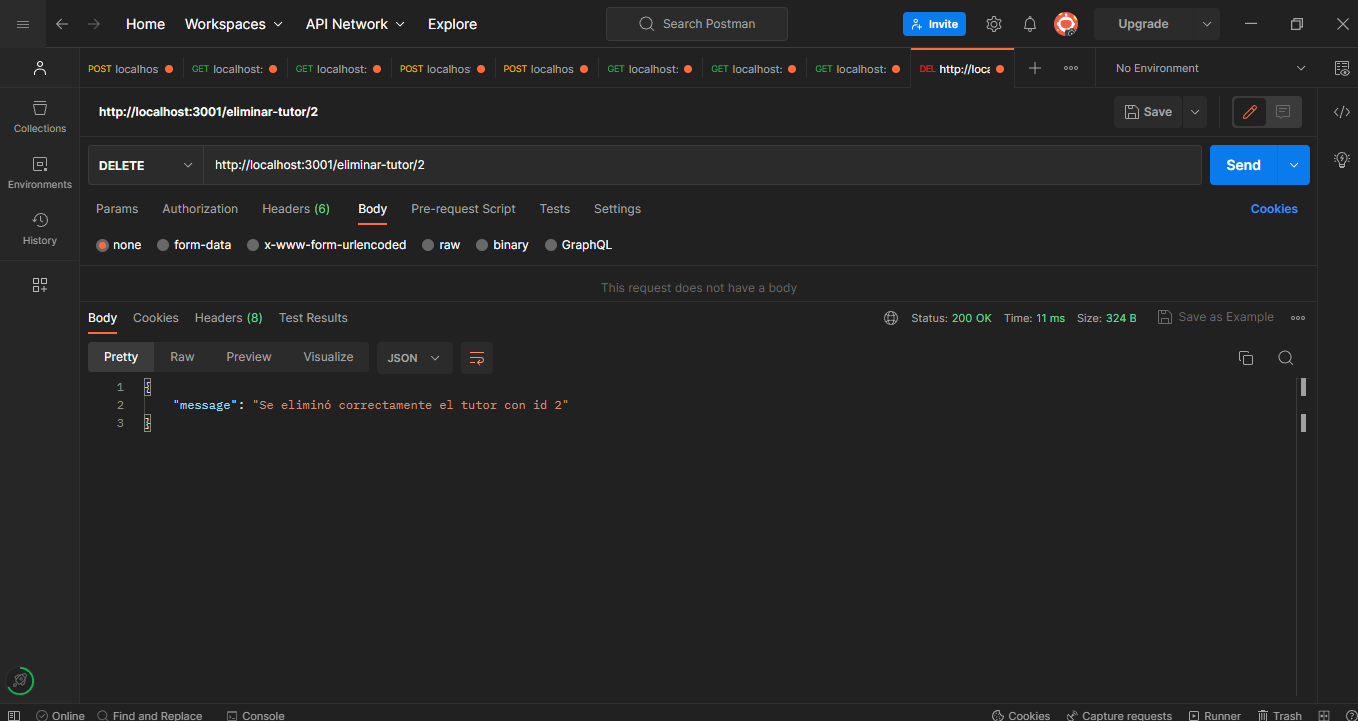 Home Workspaces API Network Explore Search Postman Invite Upgrade
POST localhos GET localhost: GET localhost: POST localhos POST localhos GET localhost: GET localhost: GET localhost: DEL http://loca No Environment
http://localhost:3001/eliminar-tutor/2 Save
Collections
DELETE http://localhost:3001/eliminar-tutor/2 Send
Environments
Params Authorization Headers (6) Body Pre-request Script Tests Settings Cookies
History
none form-data x-www-form-urlencoded raw binary GraphQL
This request does not have a body
Body Cookies Headers (8) Test Results Status: 200 OK Time: 11 ms Size: 324 B Save as Example
Pretty Raw Preview Visualize JSON
1 {
2 "message": "Se eliminó correctamente el tutor con id 2"
3 }
Online Find and Replace Console Cookies Capture requests Runner Trash